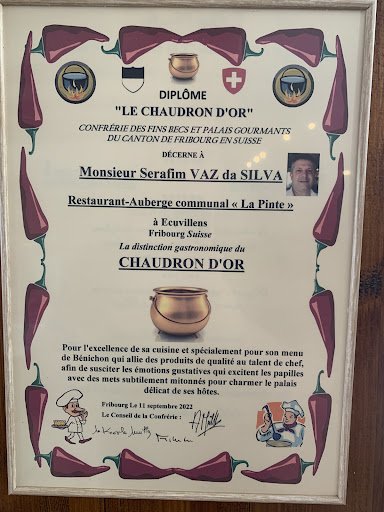 DIPLÔME
"LE CHAUDRON D'OR"
CONFRÉRIE DES FINS BECS ET PALAIS GOURMANTS
DU CANTON DE FRIBOURG EN SUISSE
DÉCERNE À
Monsieur Serafim VAZ da SILVA
Restaurant-Auberge communal « La Pinte »
à Ecuvillens
Fribourg Suisse
La distinction gastronomique du
CHAUDRON D'OR
Pour l'excellence de sa cuisine et spécialement pour son menu
de Bénichon qui allie des produits de qualité au talent de chef,
afin de susciter les émotions gustatives qui excitent les papilles
avec des mets subtilement mitonnés pour charmer le palais
délicat de ses hôtes.
Fribourg Le 11 septembre 2022
Le Conseil de la Confrérie :